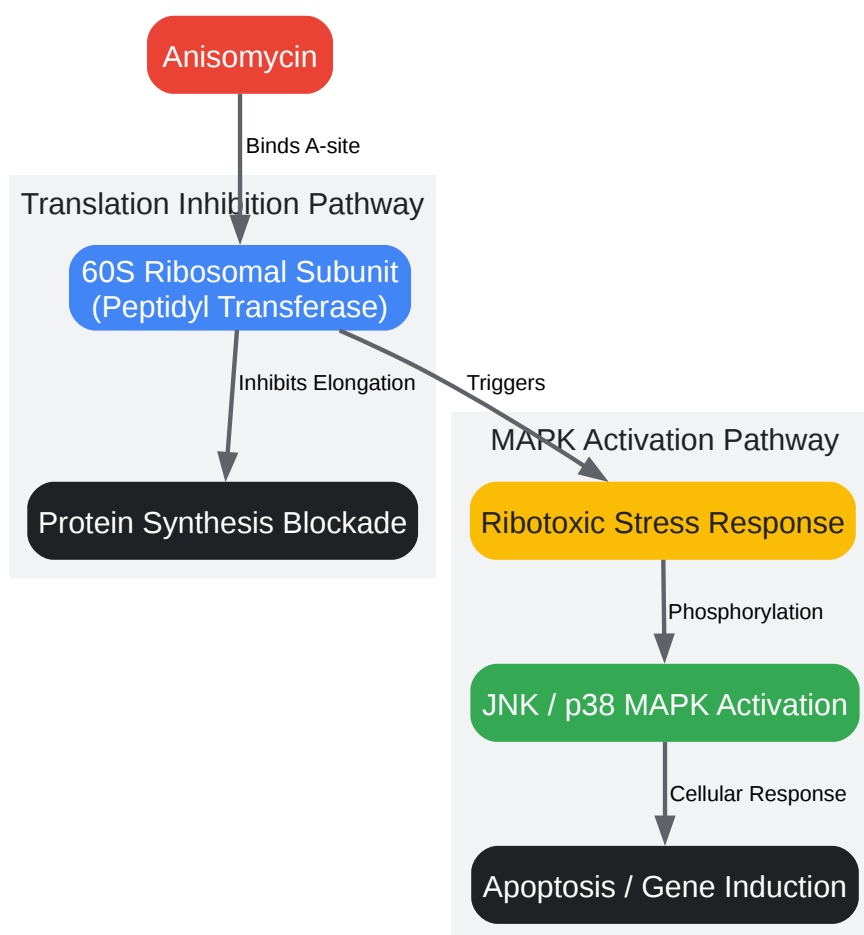 Anisomycin
Binds A-site
Translation Inhibition Pathway
60S Ribosomal Subunit
(Peptidyl Transferase)
Inhibits Elongation
Triggers
MAPK Activation Pathway
Protein Synthesis Blockade
Ribotoxic Stress Response
Phosphorylation
JNK / p38 MAPK Activation
Cellular Response
Apoptosis / Gene Induction